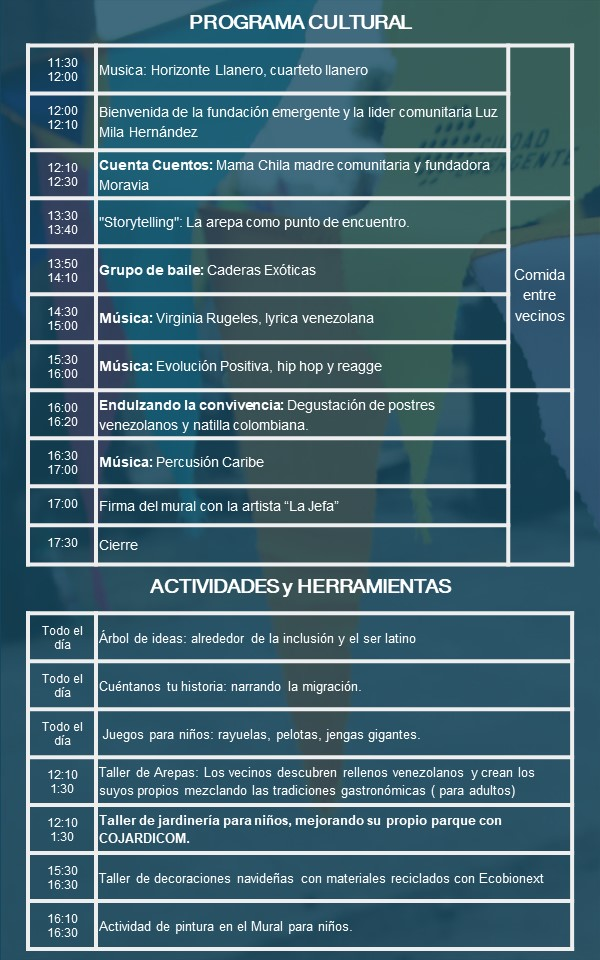 PROGRAMA CULTURAL
11:30
12:00
Musica: Horizonte Llanero, cuarteto llanero
12:00
12:10
Bienvenida de la fundación emergente y la lider comunitaria Luz
Mila Hernández
12:10
12:30
Cuenta Cuentos: Mama Chila madre comunitaria y fundadora
Moravia
13:30
13:40
"Storytelling": La arepa como punto de encuentro.
13:50
14:10
Grupo de baile: Caderas Exóticas
Comida
entre
vecinos
14:30
15:00
Música: Virginia Rugeles, lyrica venezolana
15:30
16:00
Música: Evolución Positiva, hip hop y reagge
16:00
16:20
Endulzando la convivencia: Degustación de postres
venezolanos y natilla colombiana.
16:30
17:00
Música: Percusión Caribe
17:00
Firma del mural con la artista “La Jefa”
17:30
Cierre
ACTIVIDADES y HERRAMIENTAS
Todo el
día
Árbol de ideas: alrededor de la inclusión y el ser latino
Todo el
día
Cuéntanos tu historia: narrando la migración.
Todo el
día
Juegos para niños: rayuelas, pelotas, jengas gigantes.
12:10
1:30
Taller de Arepas: Los vecinos descubren rellenos venezolanos y crean los
suyos propios mezclando las tradiciones gastronómicas ( para adultos)
12:10
1:30
Taller de jardinería para niños, mejorando su propio parque con
COJARDICOM.
15:30
16:30
Taller de decoraciones navideñas con materiales reciclados con Ecobionext
16:10
16:30
Actividad de pintura en el Mural para niños.